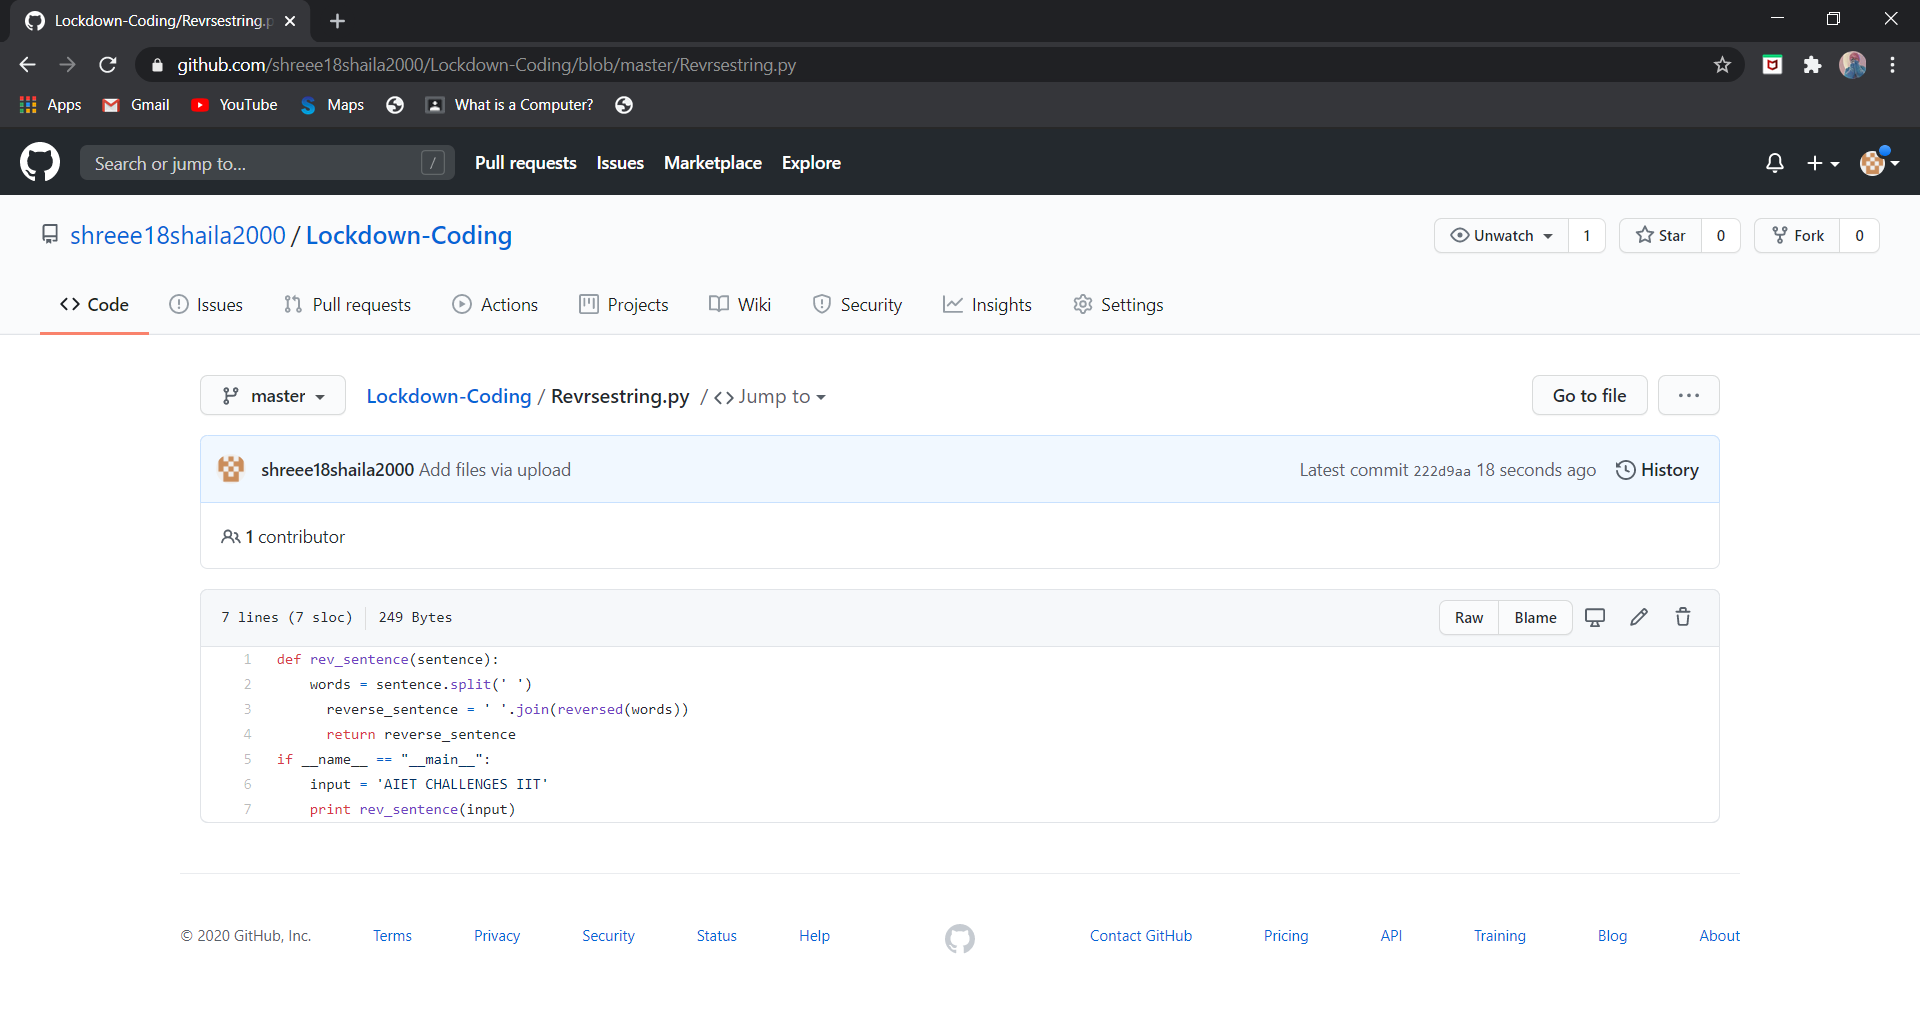 Lockdown-Coding/Revrsestring.p
github.com/shreee18shaila2000/Lockdown-Coding/blob/master/Revrsestring.py
Apps Gmail YouTube Maps What is a Computer?
Search or jump to... / Pull requests Issues Marketplace Explore
shreee18shaila2000 / Lockdown-Coding Unwatch 1 Star 0 Fork 0
Code Issues Pull requests Actions Projects Wiki Security Insights Settings
master Lockdown-Coding / Revrsestring.py / <> Jump to Go to file ...
shreee18shaila2000 Add files via upload Latest commit 222d9aa 18 seconds ago History
1 contributor
7 lines (7 sloc) 249 Bytes Raw Blame
1 def rev_sentence(sentence):
2     words = sentence.split(' ')
3       reverse_sentence = ' '.join(reversed(words))
4       return reverse_sentence
5 if __name__ == "__main__":
6     input = 'AIET CHALLENGES IIT'
7     print rev_sentence(input)
© 2020 GitHub, Inc. Terms Privacy Security Status Help Contact GitHub Pricing API Training Blog About